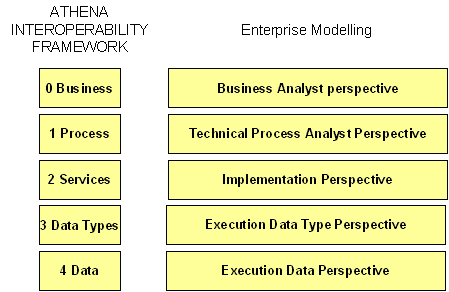 ATHENA
INTEROPERABILITY
FRAMEWORK
Enterprise Modelling
0 Business
Business Analyst perspective
1 Process
Technical Process Analyst Perspective
2 Services
Implementation Perspective
3 Data Types
Execution Data Type Perspective
4 Data
Execution Data Perspective